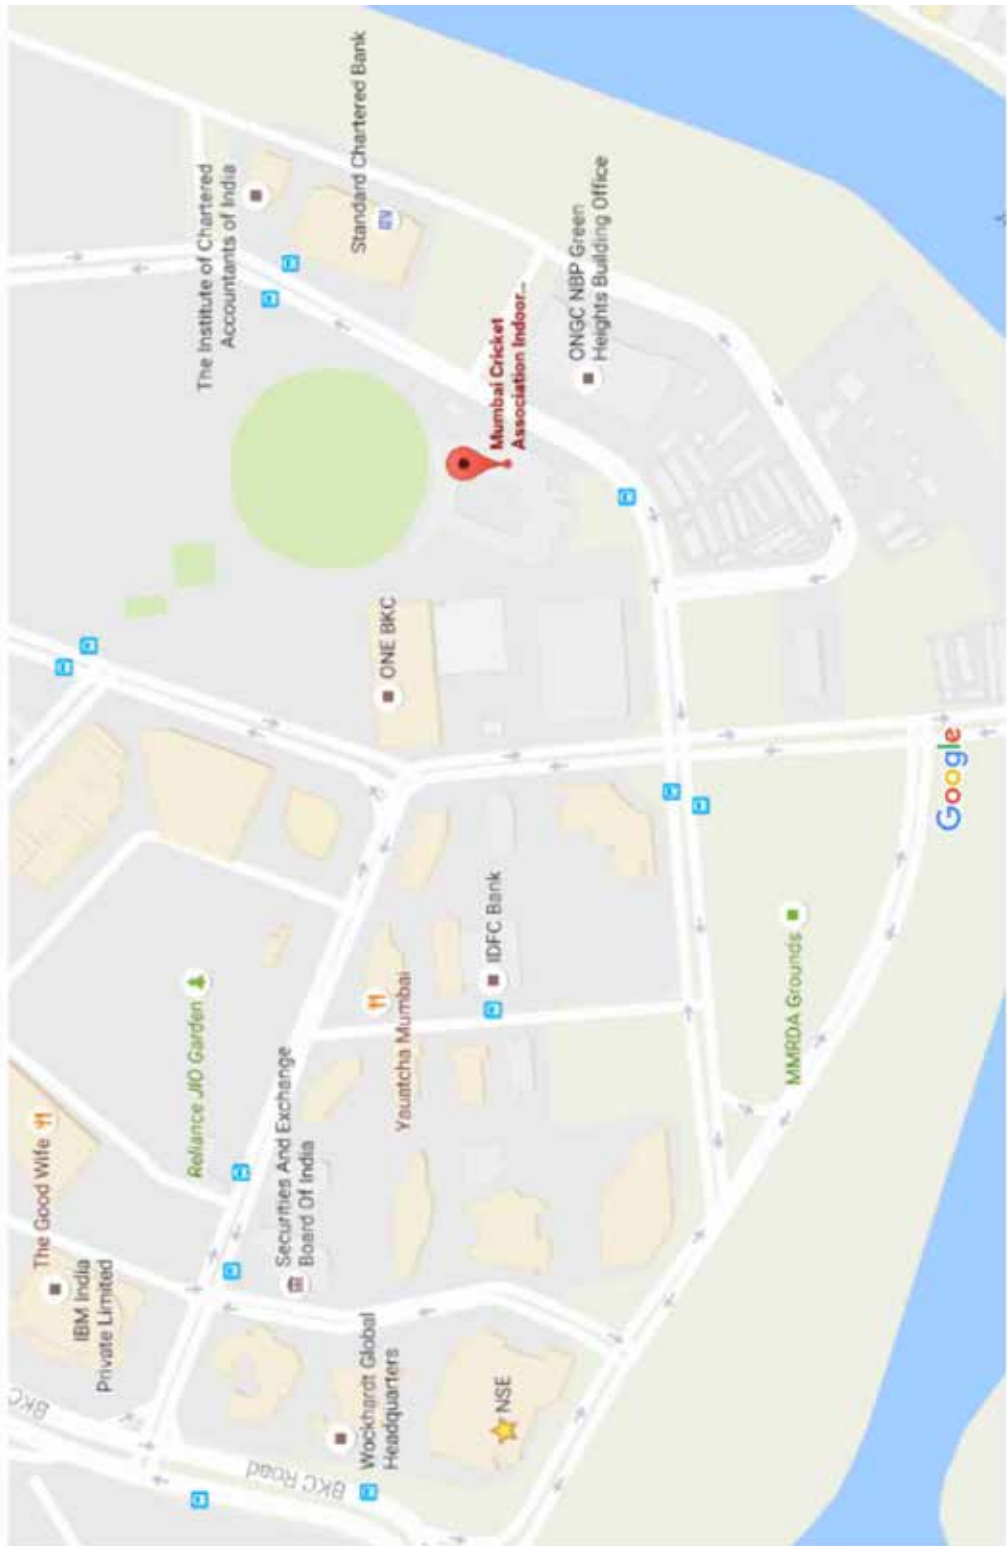 BKC
BKC Road
IBM India
Private Limited
The Good Wife
Reliance JIO Garden
Securities And Exchange
Board Of India
Wockhardt Global
Headquarters
NSE
Yauatcha Mumbai
IDFC Bank
MMRDA Grounds
ONE BKC
Mumbai Cricket
Association Indoor...
The Institute of Chartered
Accountants of India
Standard Chartered Bank
ONGC NBP Green
Heights Building Office
Google